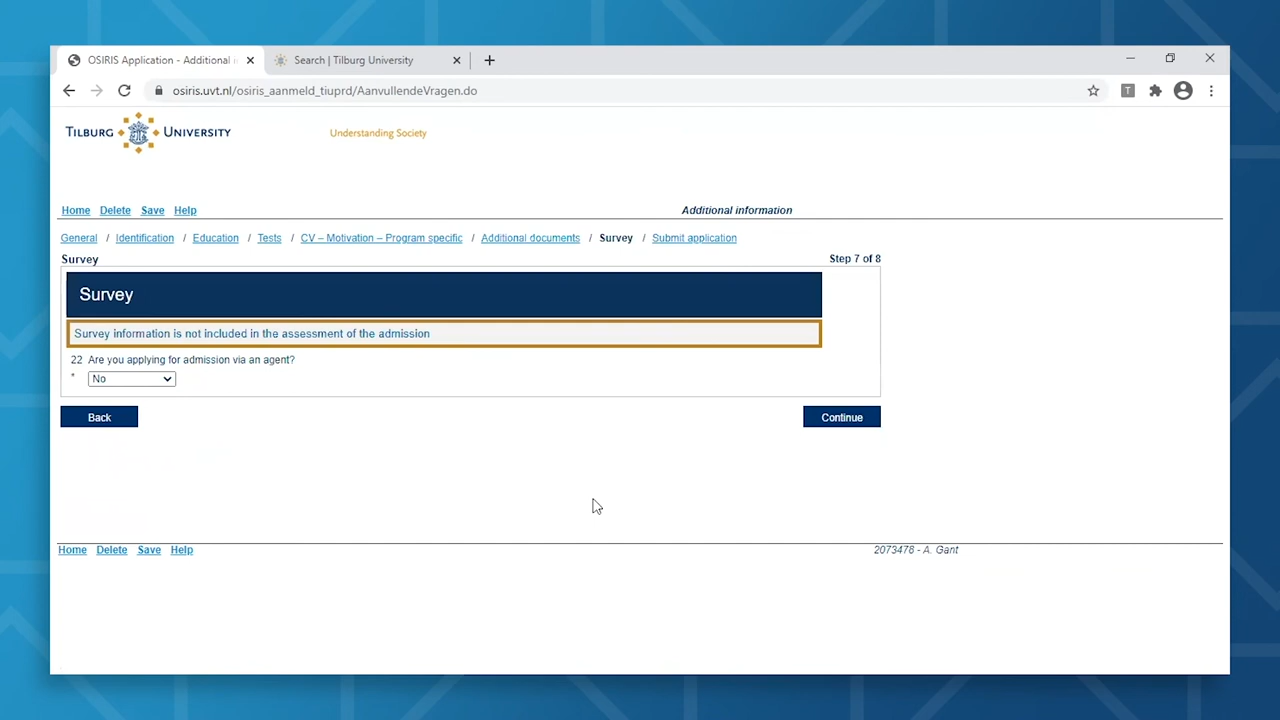 OSIRIS Application - Additional i
Search | Tilburg University
osiris.uvt.nl/osiris_aanmeld_tiuprd/AanvullendeVragen.do
T
TILBURG UNIVERSITY
Understanding Society
Home Delete Save Help
Additional information
General / Identification / Education / Tests / CV – Motivation – Program specific / Additional documents / Survey / Submit application
Survey
Step 7 of 8
Survey
Survey information is not included in the assessment of the admission
22 Are you applying for admission via an agent?
* No
Back
Continue
Home Delete Save Help
2073478 - A. Gant